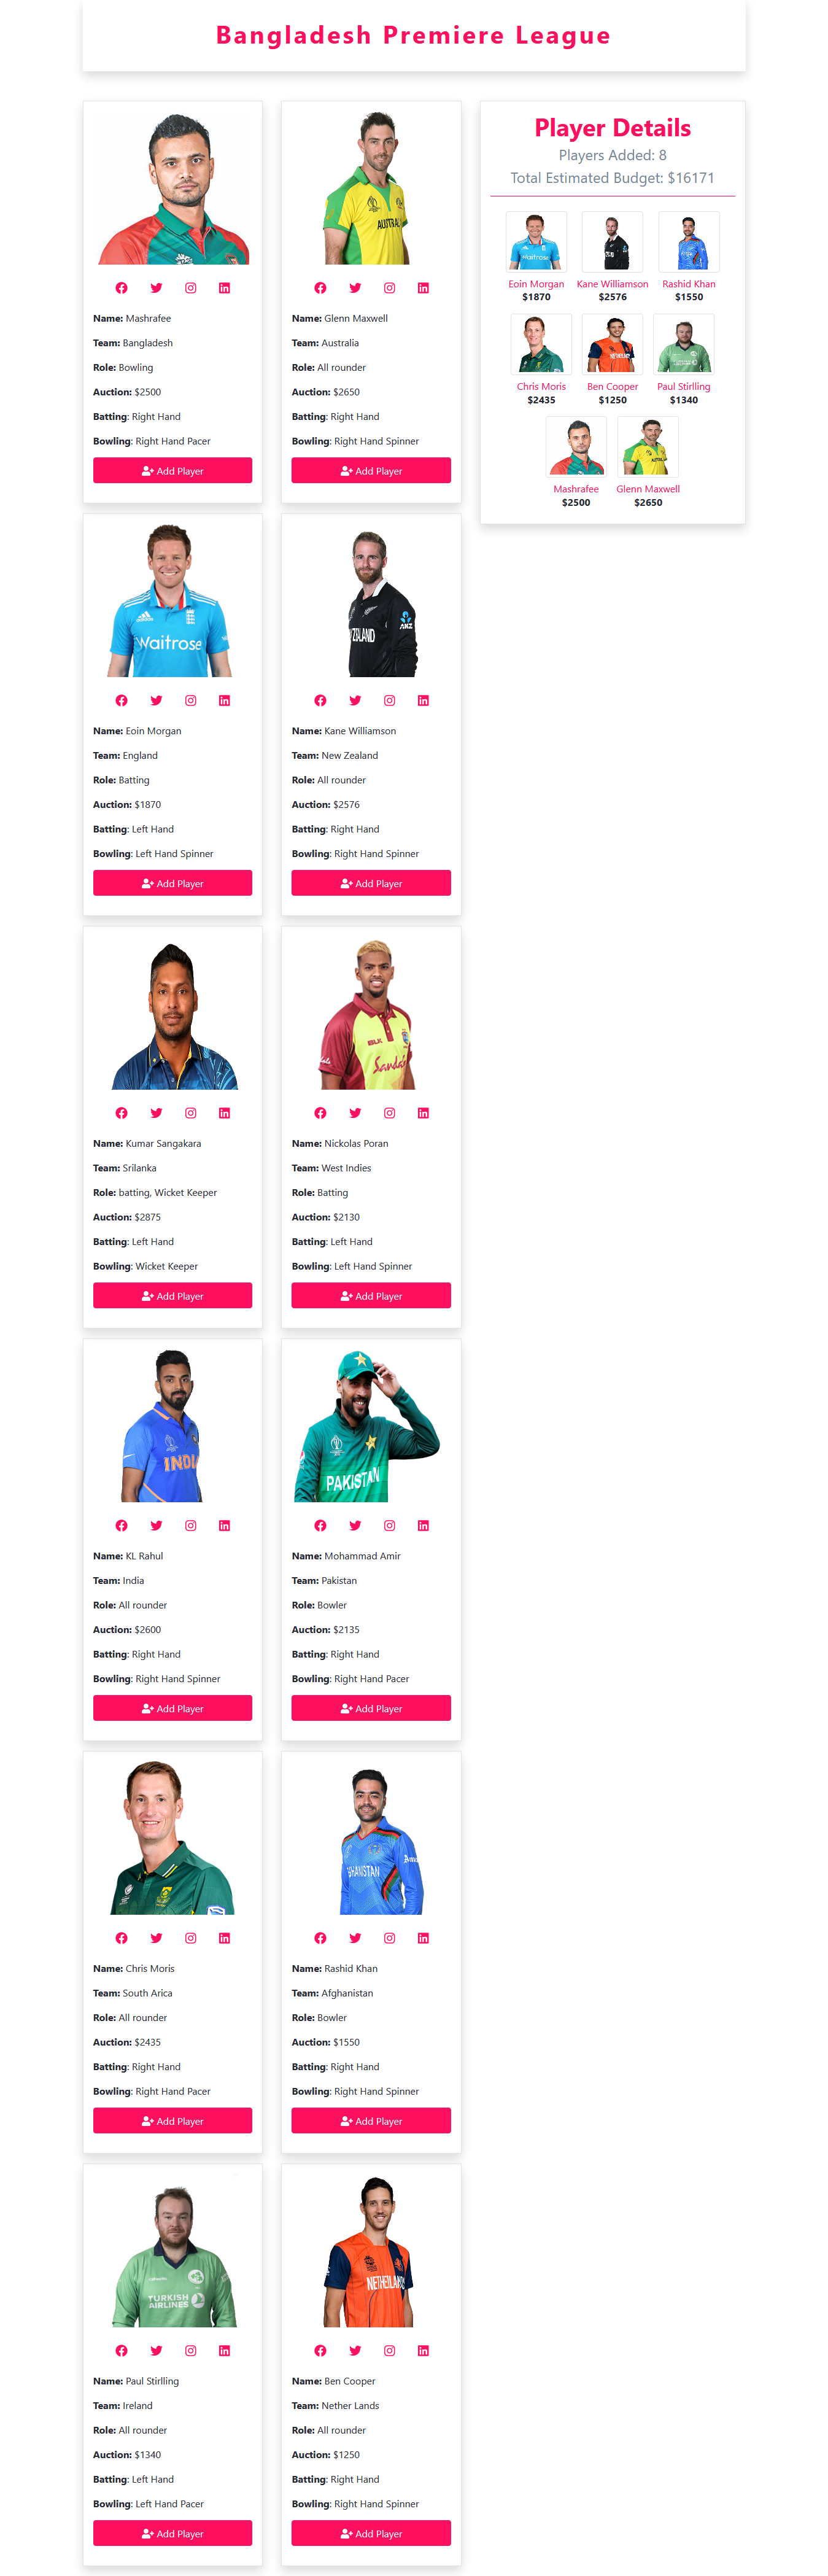 Bangladesh Premiere League
AUSTRALIA
Name: Mashrafee
Team: Bangladesh
Role: Bowling
Auction: $2500
Batting: Right Hand
Bowling: Right Hand Pacer
Add Player
Name: Glenn Maxwell
Team: Australia
Role: All rounder
Auction: $2650
Batting: Right Hand
Bowling: Right Hand Spinner
Add Player
Waitrose
ZEALAND
ANZ
Name: Eoin Morgan
Team: England
Role: Batting
Auction: $1870
Batting: Left Hand
Bowling: Left Hand Spinner
Add Player
Name: Kane Williamson
Team: New Zealand
Role: All rounder
Auction: $2576
Batting: Right Hand
Bowling: Right Hand Spinner
Add Player
Name: Kumar Sangakara
Team: Srilanka
Role: batting, Wicket Keeper
Auction: $2875
Batting: Left Hand
Bowling: Wicket Keeper
Add Player
Name: Nickolas Poran
Team: West Indies
Role: Batting
Auction: $2130
Batting: Left Hand
Bowling: Left Hand Spinner
Add Player
INDI
PAKISTAN
Name: KL Rahul
Team: India
Role: All rounder
Auction: $2600
Batting: Right Hand
Bowling: Right Hand Spinner
Add Player
Name: Mohammad Amir
Team: Pakistan
Role: Bowler
Auction: $2135
Batting: Right Hand
Bowling: Right Hand Pacer
Add Player
GHANISTAN
Name: Chris Moris
Team: South Arica
Role: All rounder
Auction: $2435
Batting: Right Hand
Bowling: Right Hand Pacer
Add Player
Name: Rashid Khan
Team: Afghanistan
Role: Bowler
Auction: $1550
Batting: Right Hand
Bowling: Right Hand Spinner
Add Player
TURKISH
AIRLINES
NETHERLANDS
Name: Paul Stirlling
Team: Ireland
Role: All rounder
Auction: $1340
Batting: Left Hand
Bowling: Left Hand Pacer
Add Player
Name: Ben Cooper
Team: Nether Lands
Role: All rounder
Auction: $1250
Batting: Right Hand
Bowling: Right Hand Spinner
Add Player
Player Details
Players Added: 8
Total Estimated Budget: $16171
Waitrose
Eoin Morgan Kane Williamson Rashid Khan
$1870 $2576 $1550
Chris Moris Ben Cooper Paul Stirlling
$2435 $1250 $1340
Mashrafee Glenn Maxwell
$2500 $2650